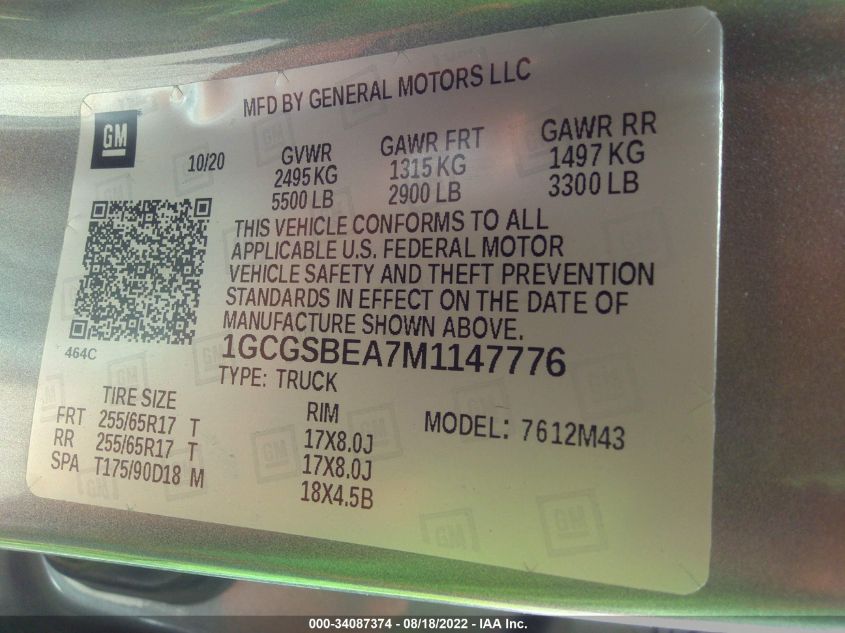 MFD BY GENERAL MOTORS LLC
GM
10/20
GVWR GAWR FRT GAWR RR
2495 KG 1315 KG 1497 KG
5500 LB 2900 LB 3300 LB
THIS VEHICLE CONFORMS TO ALL
APPLICABLE U.S. FEDERAL MOTOR
VEHICLE SAFETY AND THEFT PREVENTION
STANDARDS IN EFFECT ON THE DATE OF
MANUFACTURE SHOWN ABOVE.
464C
1GCGSBEA7M1147776
TYPE: TRUCK
TIRE SIZE RIM MODEL: 7612M43
FRT 255/65R17 T 17X8.0J
RR 255/65R17 T 17X8.0J
SPA T175/90D18 M 18X4.5B
000-34087374 - 08/18/2022 - IAA Inc.